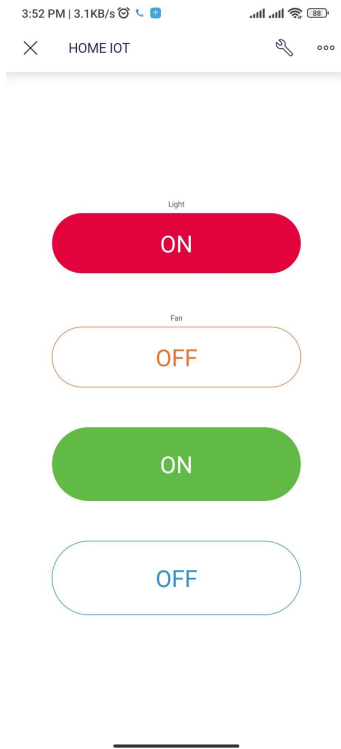 3:52 PM | 3.1KB/s
88
HOME IOT
Light
ON
Fan
OFF
ON
OFF